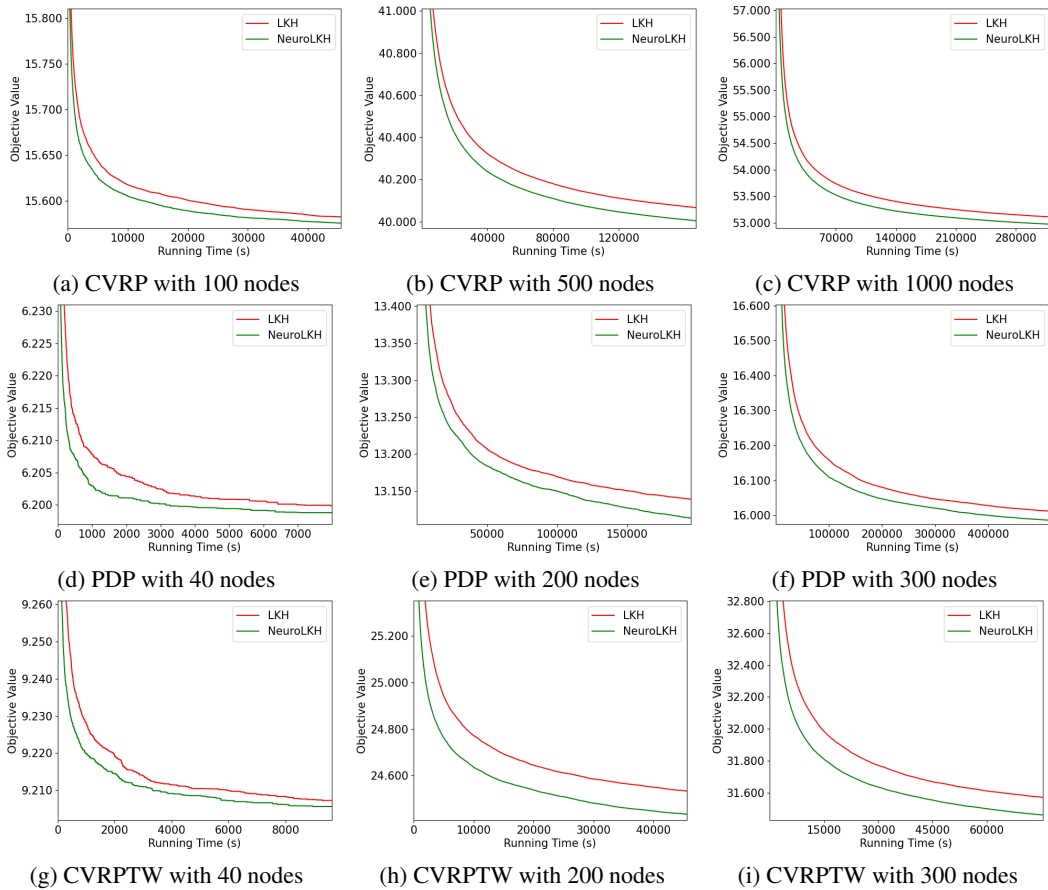 15.800
15.750
15.700
15.650
15.600
Objective Value
0 10000 20000 30000 40000
Running Time (s)
LKH
NeuroLKH
(a) CVRP with 100 nodes
41.000
40.800
40.600
40.400
40.200
40.000
Objective Value
40000 80000 120000
Running Time (s)
LKH
NeuroLKH
(b) CVRP with 500 nodes
57.000
56.500
56.000
55.500
55.000
54.500
54.000
53.500
53.000
Objective Value
70000 140000 210000 280000
Running Time (s)
LKH
NeuroLKH
(c) CVRP with 1000 nodes
6.230
6.225
6.220
6.215
6.210
6.205
6.200
Objective Value
0 1000 2000 3000 4000 5000 6000 7000
Running Time (s)
LKH
NeuroLKH
(d) PDP with 40 nodes
13.400
13.350
13.300
13.250
13.200
13.150
Objective Value
50000 100000 150000
Running Time (s)
LKH
NeuroLKH
(e) PDP with 200 nodes
16.600
16.500
16.400
16.300
16.200
16.100
16.000
Objective Value
100000 200000 300000 400000
Running Time (s)
LKH
NeuroLKH
(f) PDP with 300 nodes
9.260
9.250
9.240
9.230
9.220
9.210
Objective Value
0 2000 4000 6000 8000
Running Time (s)
LKH
NeuroLKH
(g) CVRPTW with 40 nodes
25.200
25.000
24.800
24.600
Objective Value
0 10000 20000 30000 40000
Running Time (s)
LKH
NeuroLKH
(h) CVRPTW with 200 nodes
32.800
32.600
32.400
32.200
32.000
31.800
31.600
Objective Value
15000 30000 45000 60000
Running Time (s)
LKH
NeuroLKH
(i) CVRPTW with 300 nodes